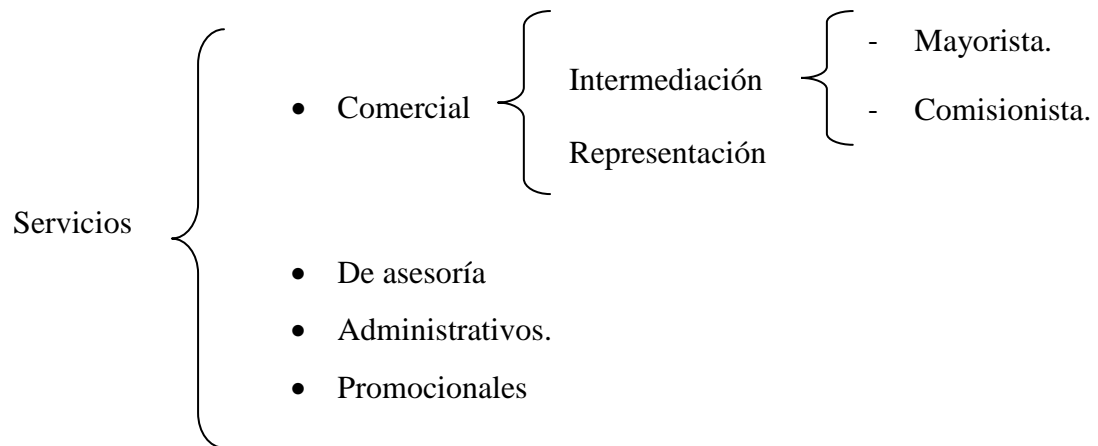 - Mayorista.
Intermediación
• Comercial
- Comisionista.
Representación
Servicios
• De asesoría
• Administrativos.
• Promocionales